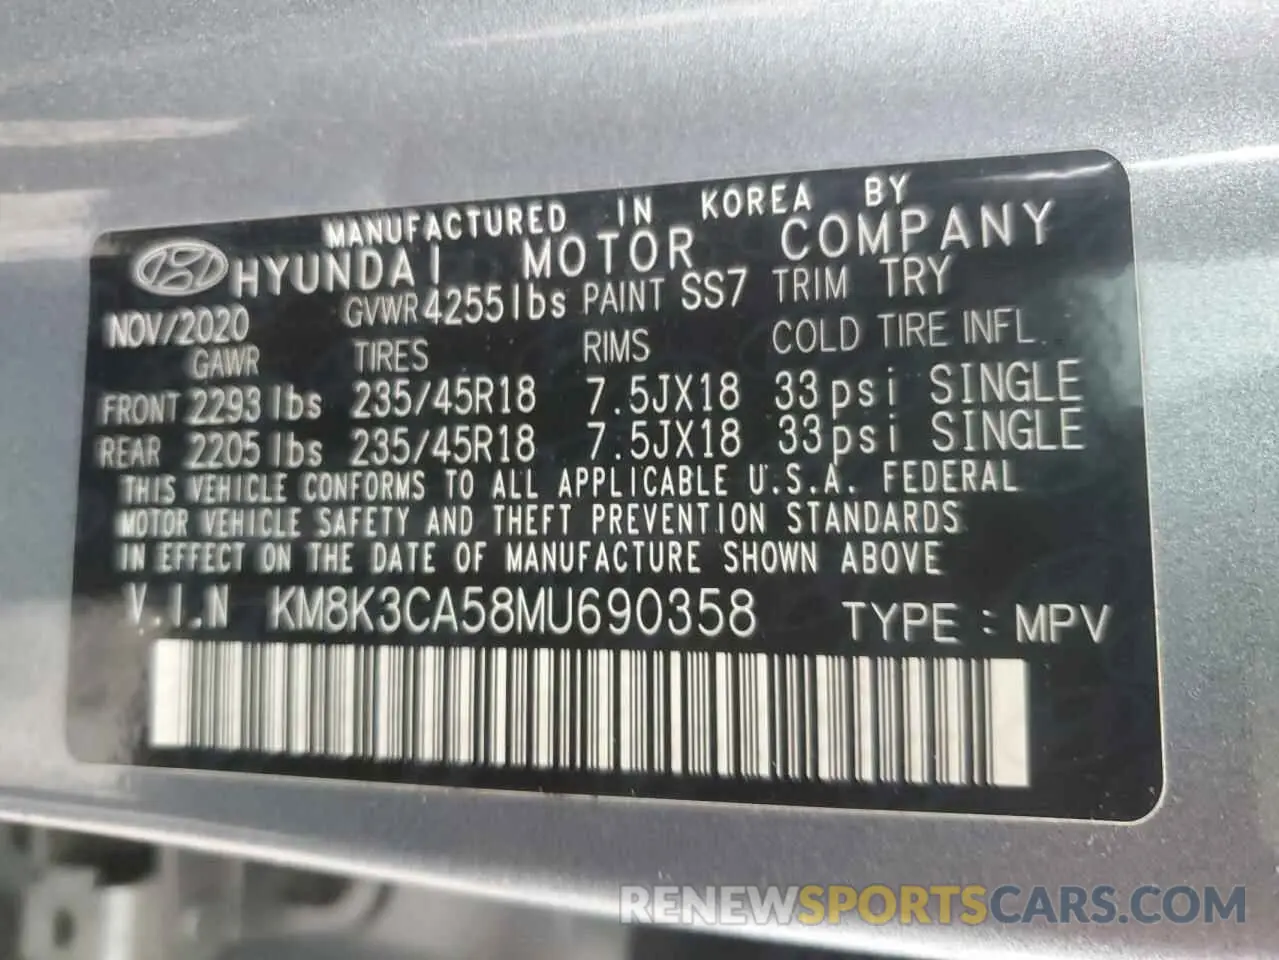 MANUFACTURED IN KOREA BY
HYUNDAI MOTOR COMPANY
NOV/2020 GVWR 4255lbs PAINT SS7 TRIM TRY
GAWR TIRES RIMS COLD TIRE INFL.
FRONT 2293 lbs 235/45R18 7.5JX18 33psi SINGLE
REAR 2205 lbs 235/45R18 7.5JX18 33psi SINGLE
THIS VEHICLE CONFORMS TO ALL APPLICABLE U.S.A. FEDERAL
MOTOR VEHICLE SAFETY AND THEFT PREVENTION STANDARDS
IN EFFECT ON THE DATE OF MANUFACTURE SHOWN ABOVE
V.I.N KM8K3CA58MU690358 TYPE : MPV
RENEWSPORTSCARS.COM